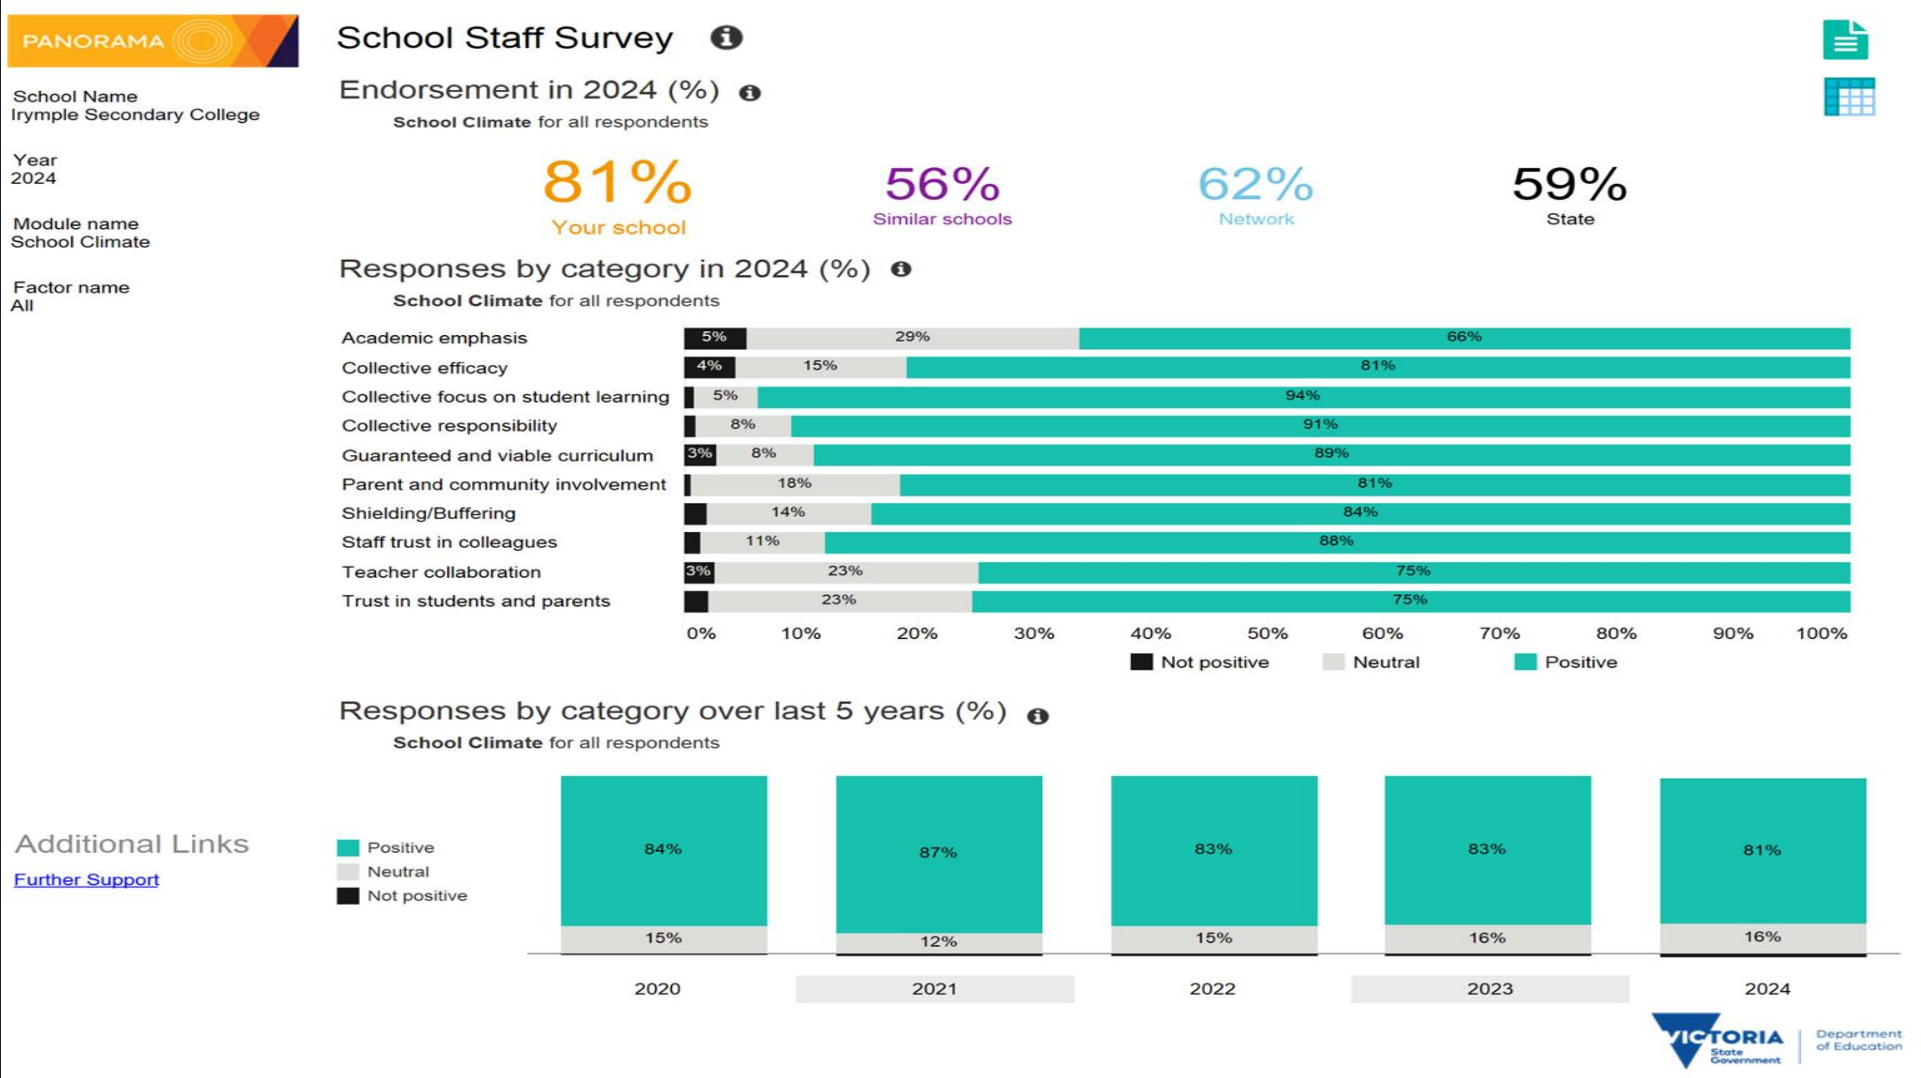 PANORAMA
School Name
Irymple Secondary College
Year
2024
Module name
School Climate
Factor name
All
Additional Links
Further Support
School Staff Survey
Endorsement in 2024 (%)
School Climate for all respondents
81% 56% 62% 59%
Your school Similar schools Network State
Responses by category in 2024 (%)
School Climate for all respondents
Academic emphasis 5% 29% 66%
Collective efficacy 4% 15% 81%
Collective focus on student learning 5% 94%
Collective responsibility 8% 91%
Guaranteed and viable curriculum 3% 8% 89%
Parent and community involvement 18% 81%
Shielding/Buffering 14% 84%
Staff trust in colleagues 11% 88%
Teacher collaboration 3% 23% 75%
Trust in students and parents 23% 75%
0% 10% 20% 30% 40% 50% 60% 70% 80% 90% 100%
Not positive Neutral Positive
Responses by category over last 5 years (%)
School Climate for all respondents
Positive
Neutral
Not positive
84% 87% 83% 83% 81%
15% 12% 15% 16% 16%
2020 2021 2022 2023 2024
VICTORIA
State
Government
Department
of Education